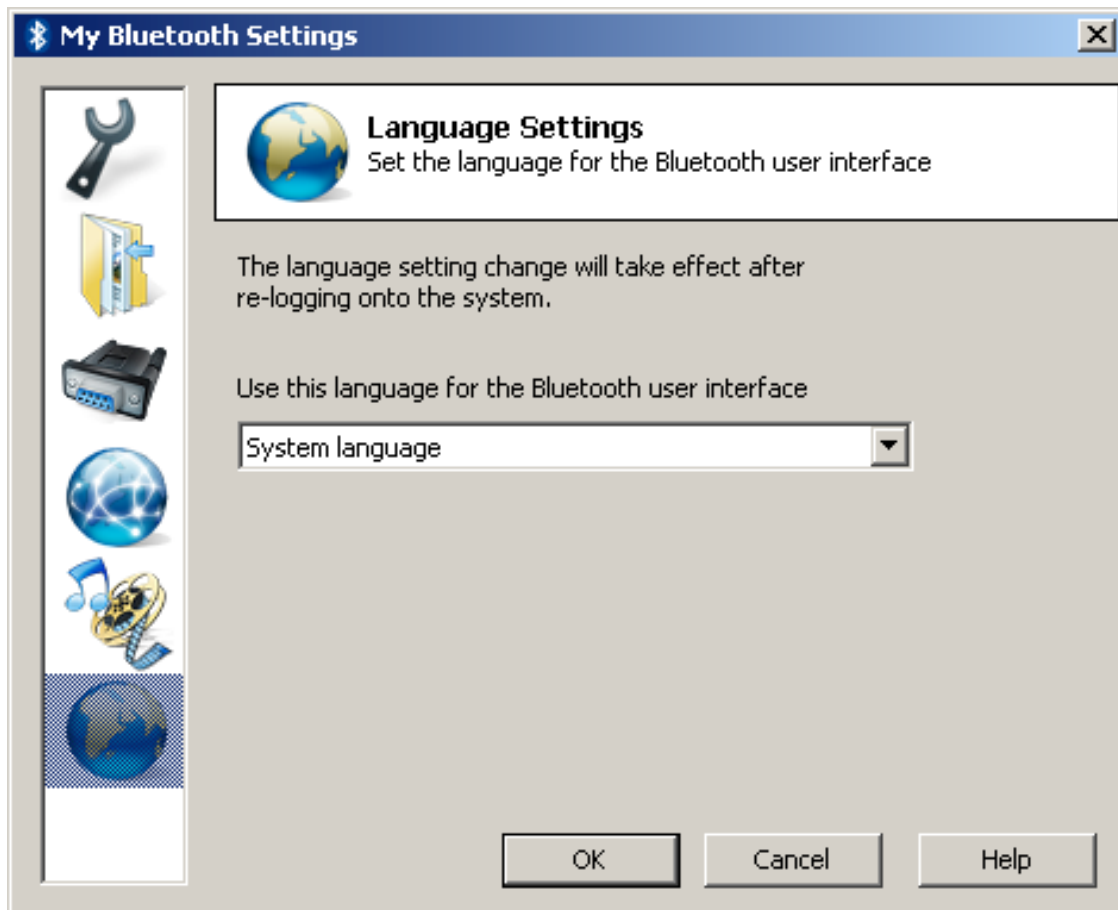 My Bluetooth Settings
Language Settings
Set the language for the Bluetooth user interface
The language setting change will take effect after
re-logging onto the system.
Use this language for the Bluetooth user interface
System language
OK
Cancel
Help